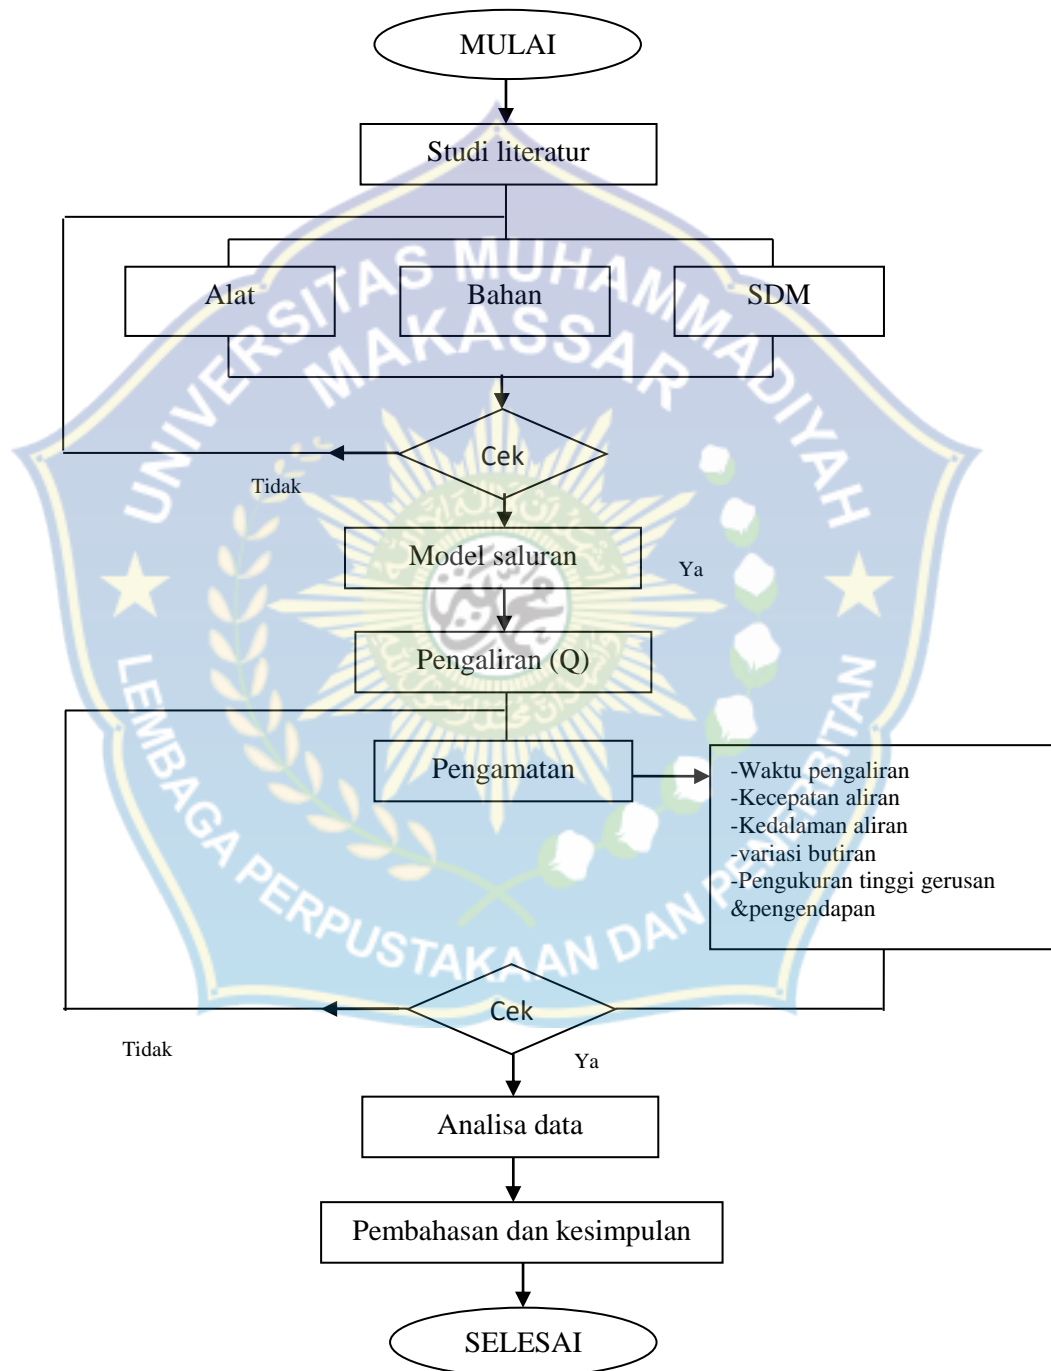 MULAI
Studi literatur
Alat
Bahan
SDM
UNIVERSITAS MUHAMMADIYAH
MAKASSAR
Cek
Tidak
Model saluran
Ya
Pengaliran (Q)
Pengamatan
-Waktu pengaliran
-Kecepatan aliran
-Kedalaman aliran
-variasi butiran
-Pengukuran tinggi gerusan
&pengendapan
LEMBAGA PERPUSTAKAAN DAN PENERBITAN
Cek
Tidak
Ya
Analisa data
Pembahasan dan kesimpulan
SELESAI